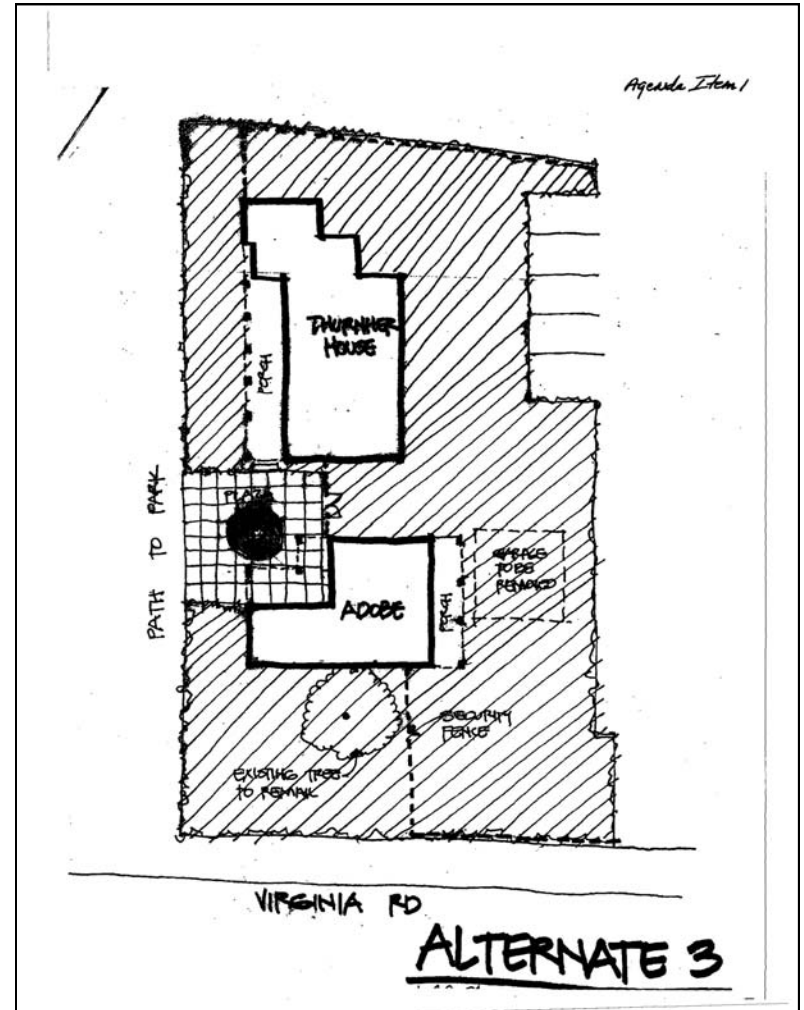 Agenda Item 1
THURNHER
HOUSE
PORCH
PLAZA
PATH TO PARK
GARAGE
TO BE
REMOVED
ADOBE
PORCH
SECURITY
FENCE
EXISTING TREE
TO REMAIN
VIRGINIA RD
ALTERNATE 3